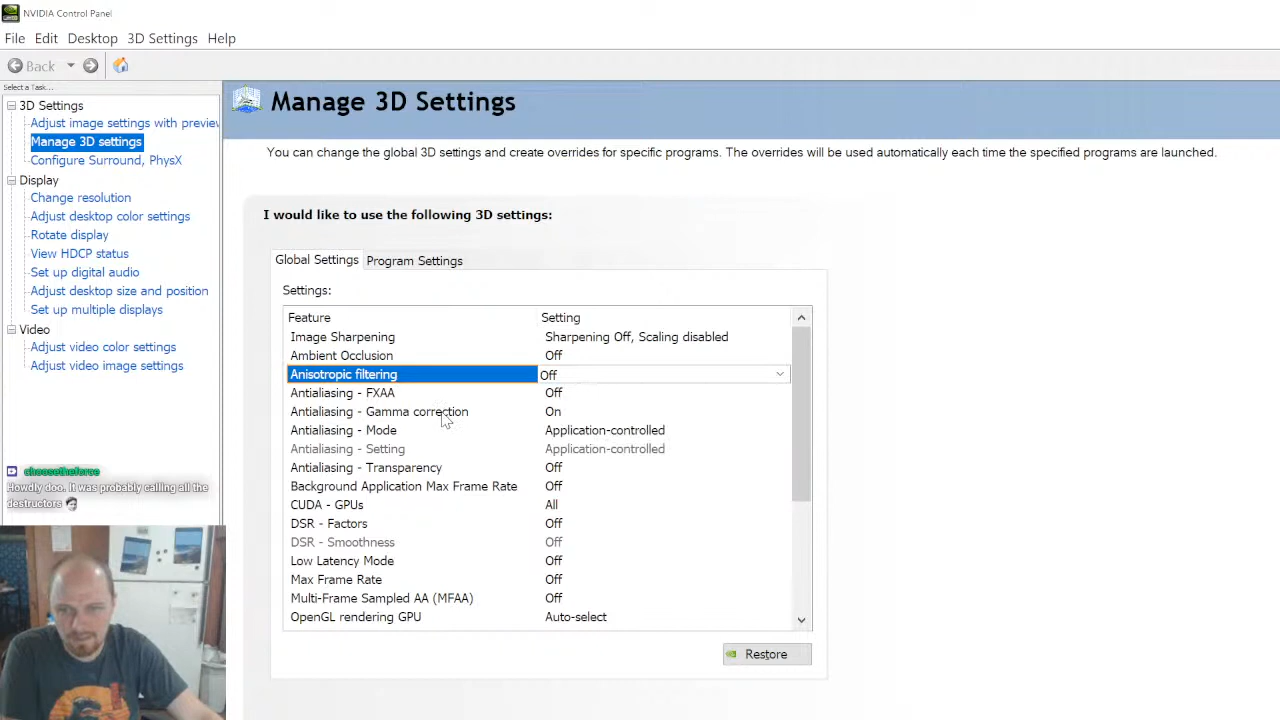 NVIDIA Control Panel
File Edit Desktop 3D Settings Help
Back
Select a Task...
3D Settings
Adjust image settings with preview
Manage 3D settings
Configure Surround, PhysX
Display
Change resolution
Adjust desktop color settings
Rotate display
View HDCP status
Set up digital audio
Adjust desktop size and position
Set up multiple displays
Video
Adjust video color settings
Adjust video image settings
choosetheforce
Howdly doo. It was probably calling all the
destructors
Manage 3D Settings
You can change the global 3D settings and create overrides for specific programs. The overrides will be used automatically each time the specified programs are launched.
I would like to use the following 3D settings:
Global Settings Program Settings
Settings:
Feature Setting
Image Sharpening Sharpening Off, Scaling disabled
Ambient Occlusion Off
Anisotropic filtering Off
Antialiasing - FXAA Off
Antialiasing - Gamma correction On
Antialiasing - Mode Application-controlled
Antialiasing - Setting Application-controlled
Antialiasing - Transparency Off
Background Application Max Frame Rate Off
CUDA - GPUs All
DSR - Factors Off
DSR - Smoothness Off
Low Latency Mode Off
Max Frame Rate Off
Multi-Frame Sampled AA (MFAA) Off
OpenGL rendering GPU Auto-select
Restore